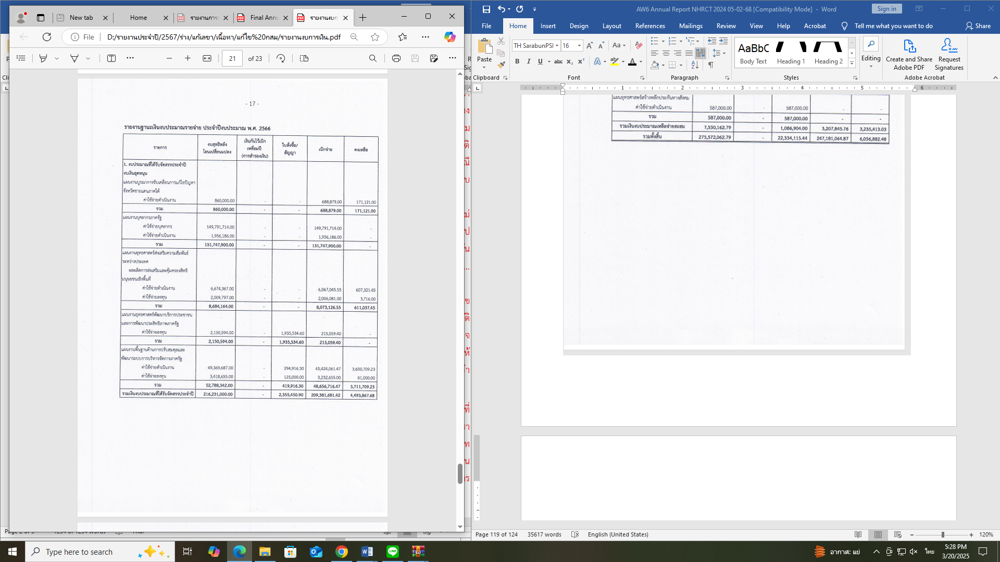 New tab
Home
รายงานการ
Final Annu
รายงานงบก
File
D:/รายงานประจำปี/2567/ร่าง/แก้เลขา/เนื้อหา/แก้ไข%20กสม/รายงานงบการเงิน.pdf
21 of 23
- 17 -
รายงานฐานะเงินงบประมาณรายจ่าย ประจำปีงบประมาณ พ.ศ. 2566
รายการ งบสุทธิหลังโอนเปลี่ยนแปลง เงินกันไว้เบิกเหลื่อมปี (การสำรองเงิน) ใบสั่งซื้อ/สัญญา เบิกจ่าย คงเหลือ
1. งบประมาณที่ได้รับจัดสรรประจำปี
งบเงินอุดหนุน
แผนงานบูรณาการขับเคลื่อนการแก้ไขปัญหา
จังหวัดชายแดนภาคใต้
ค่าใช้จ่ายดำเนินงาน 860,000.00 - - 688,879.00 171,121.00
รวม 860,000.00 - - 688,879.00 171,121.00
แผนงานบุคลากรภาครัฐ
ค่าใช้จ่ายบุคลากร 149,791,714.00 - - 149,791,714.00 -
ค่าใช้จ่ายดำเนินงาน 1,956,186.00 - - 1,956,186.00 -
รวม 151,747,900.00 - - 151,747,900.00 -
แผนงานยุทธศาสตร์ส่งเสริมความสัมพันธ์
ระหว่างประเทศ
ผลผลิตการส่งเสริมและคุ้มครองสิทธิ
มนุษยชนเชิงพื้นที่
ค่าใช้จ่ายดำเนินงาน 6,674,367.00 - - 6,067,045.55 607,321.45
ค่าใช้จ่ายลงทุน 2,009,797.00 - - 2,006,081.00 3,716.00
รวม 8,684,164.00 - - 8,073,126.55 611,037.45
แผนงานยุทธศาสตร์พัฒนาบริการประชาชน
และการพัฒนาประสิทธิภาพภาครัฐ
ค่าใช้จ่ายลงทุน 2,150,594.00 - 1,935,534.60 215,059.40 -
รวม 2,150,594.00 - 1,935,534.60 215,059.40 -
แผนงานพื้นฐานด้านการปรับสมดุลและ
พัฒนาระบบการบริหารจัดการภาครัฐ
ค่าใช้จ่ายดำเนินงาน 49,369,687.00 - 294,916.30 45,424,061.47 3,650,709.23
ค่าใช้จ่ายลงทุน 3,418,655.00 - 125,000.00 3,232,655.00 61,000.00
รวม 52,788,342.00 - 419,916.30 48,656,716.47 3,711,709.23
รวมเงินงบประมาณที่ได้รับจัดสรรประจำปี 216,231,000.00 - 2,355,450.90 209,381,681.42 4,493,867.68
AW6 Annual Report NHRCT 2024 05-02-68 [Compatibility Mode] - Word
Sign in
File Home Insert Design Layout References Mailings Review View Help Acrobat Tell me what you want to do Share
Paste
Clipboard
TH SarabunPSI 16
Font
Paragraph
AaBbC
Body Text Heading 1 Heading 2
Styles
Editing
Create and Share Adobe PDF
Request Signatures
Adobe Acrobat
1 2 3 4 5 6
แผนยุทธศาสตร์สร้างหลักประกันทางสังคม
ค่าใช้จ่ายดำเนินงาน 587,000.00 - 587,000.00 - -
รวม 587,000.00 - 587,000.00 - -
รวมเงินงบประมาณเหลือจ่ายสะสม 7,530,162.79 - 1,086,904.00 3,207,845.76 3,235,413.03
รวมทั้งสิ้น 275,572,062.79 - 22,334,115.44 247,181,064.87 6,056,882.48
Page 119 of 124 35617 words English (United States) 120%
Type here to search
อากาศ: แย่
ไทย
5:28 PM
3/20/2025